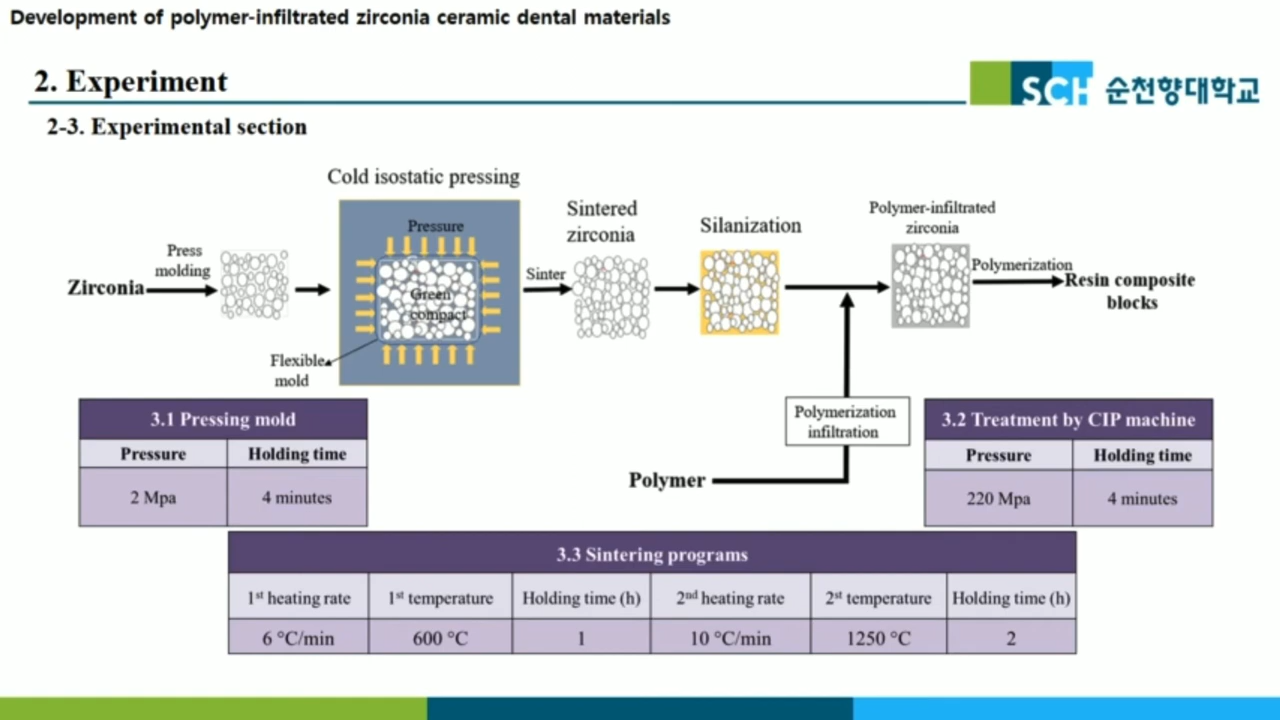 Development of polymer-infiltrated zirconia ceramic dental materials
2. Experiment
SCH 순천향대학교
2-3. Experimental section
Cold isostatic pressing
Pressure
Green
compact
Flexible
mold
Zirconia
Press
molding
Sinter
Sintered
zirconia
Silanization
Polymer-infiltrated
zirconia
Polymerization
Resin composite
blocks
Polymerization
infiltration
Polymer
3.1 Pressing mold
Pressure Holding time
2 Mpa 4 minutes
3.2 Treatment by CIP machine
Pressure Holding time
220 Mpa 4 minutes
3.3 Sintering programs
1st heating rate 1st temperature Holding time (h) 2nd heating rate 2st temperature Holding time (h)
6 °C/min 600 °C 1 10 °C/min 1250 °C 2